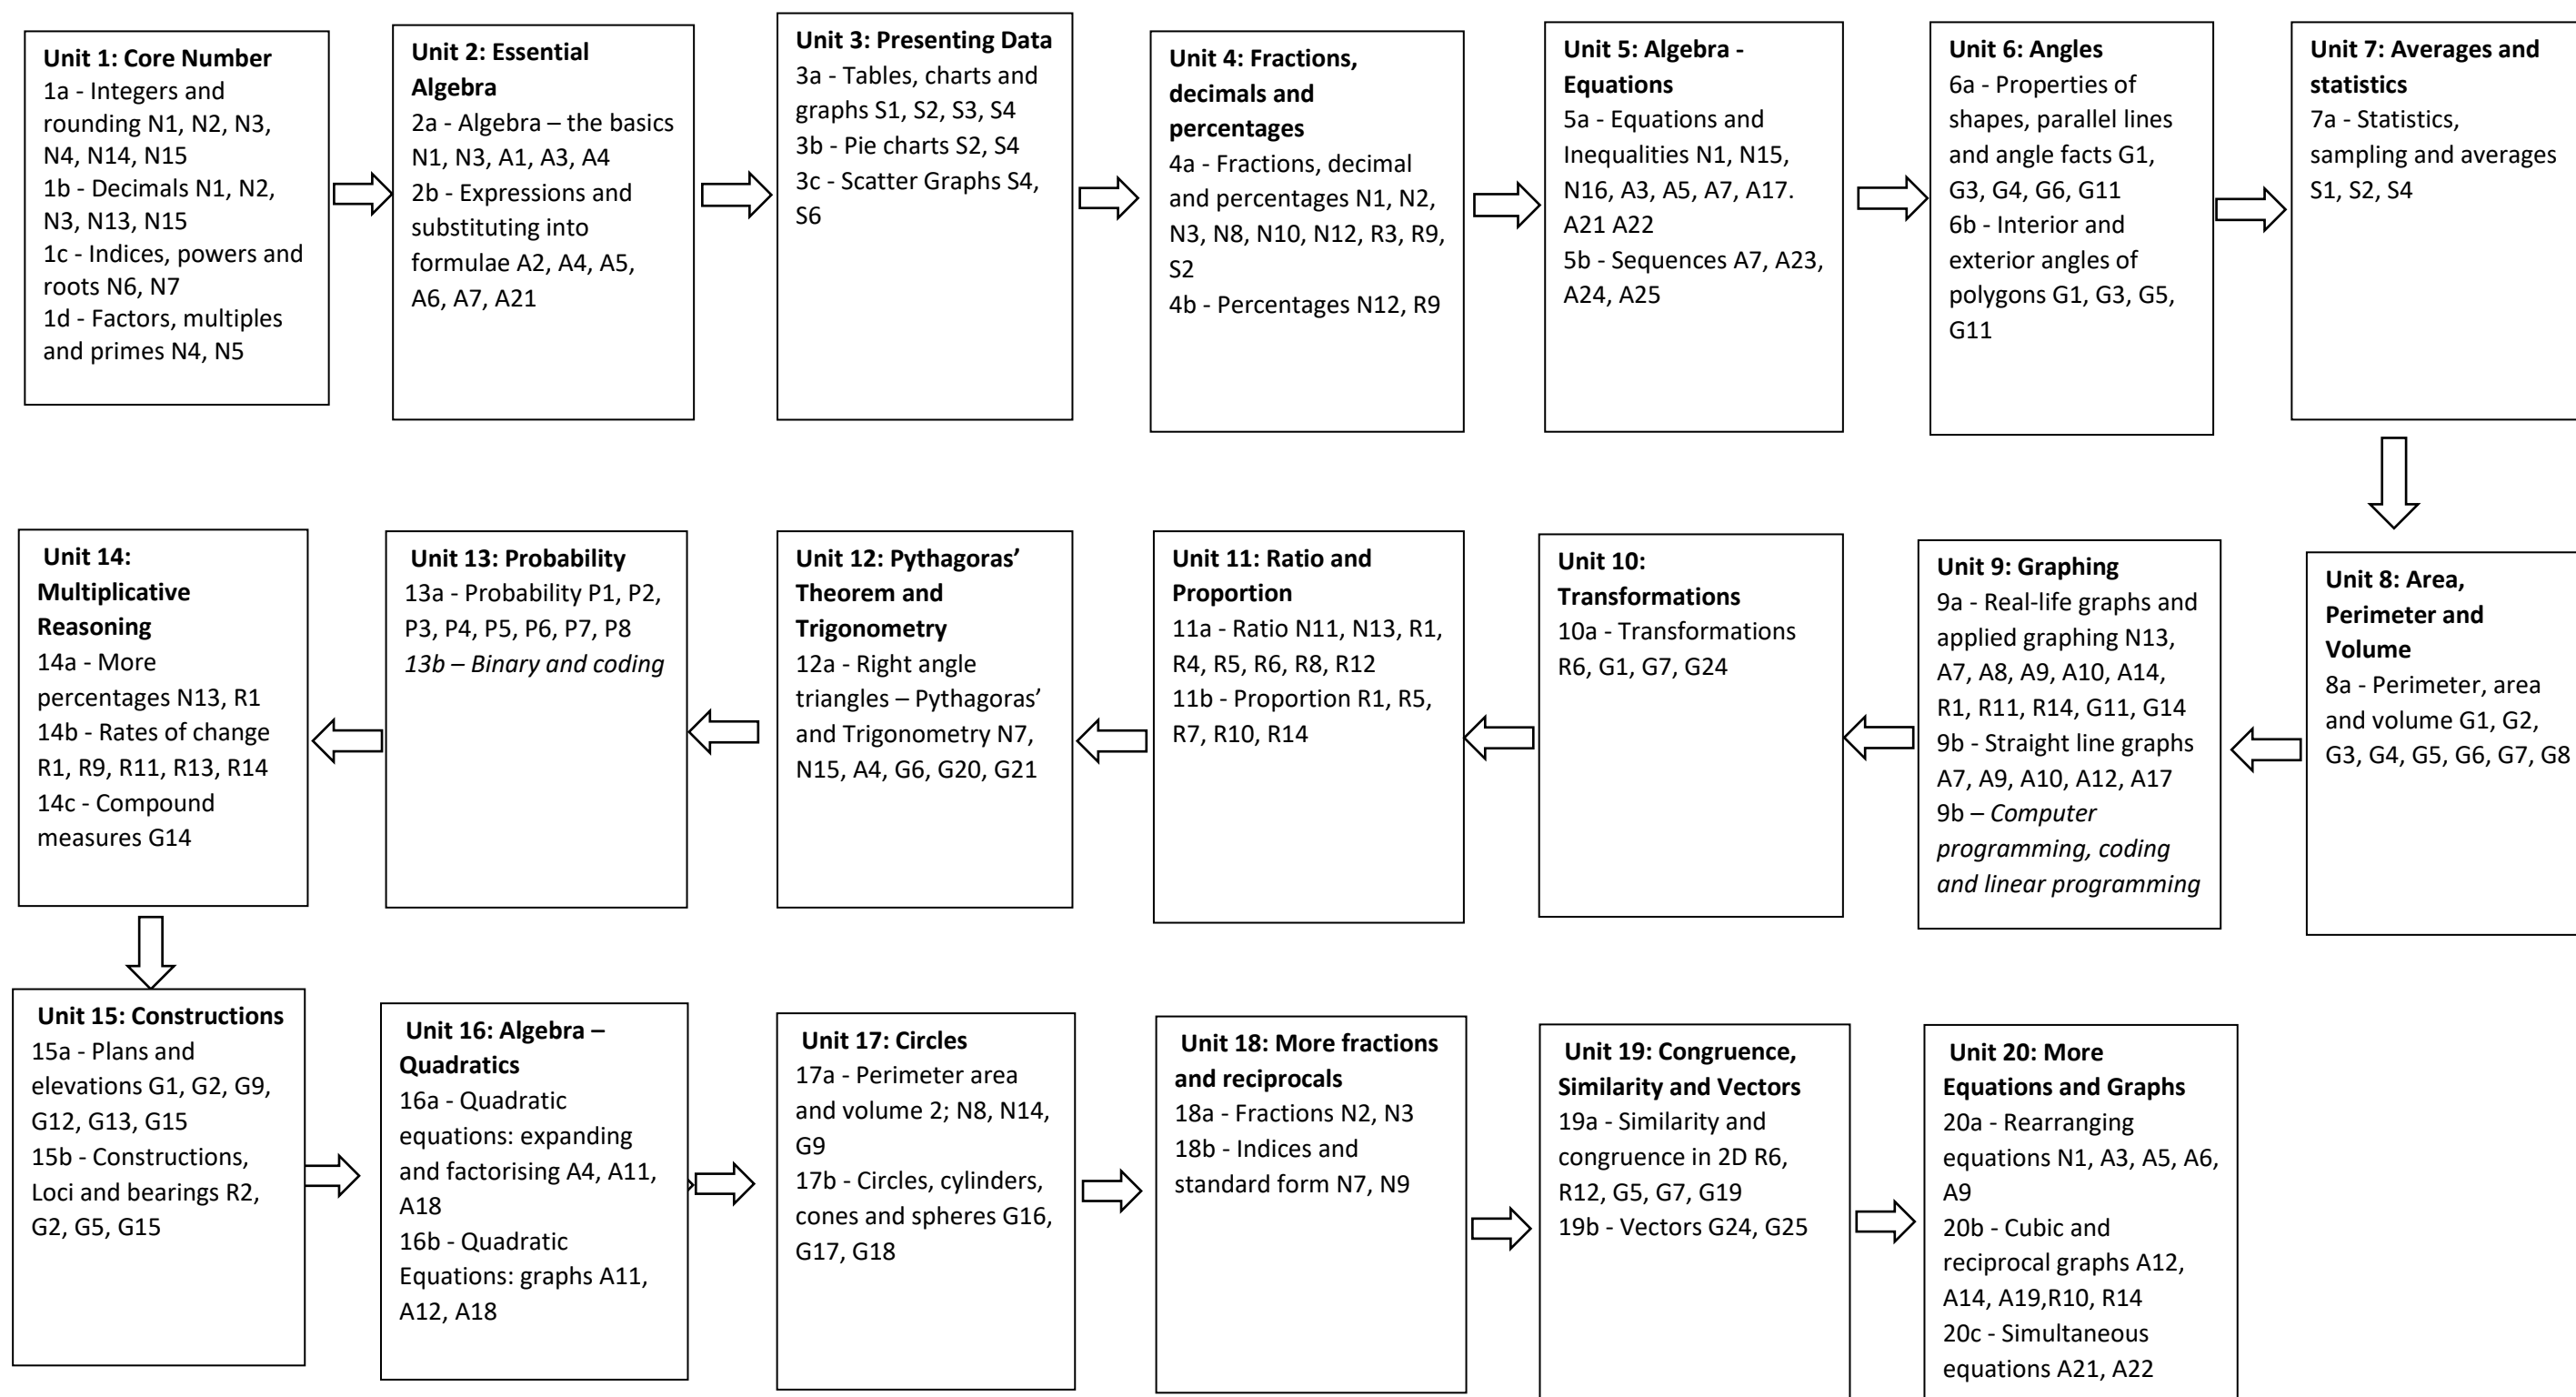 Unit 1: Core Number
1a - Integers and
rounding N1, N2, N3,
N4, N14, N15
1b - Decimals N1, N2,
N3, N13, N15
1c - Indices, powers and
roots N6, N7
1d - Factors, multiples
and primes N4, N5
Unit 2: Essential
Algebra
2a - Algebra – the basics
N1, N3, A1, A3, A4
2b - Expressions and
substituting into
formulae A2, A4, A5,
A6, A7, A21
Unit 3: Presenting Data
3a - Tables, charts and
graphs S1, S2, S3, S4
3b - Pie charts S2, S4
3c - Scatter Graphs S4,
S6
Unit 4: Fractions,
decimals and
percentages
4a - Fractions, decimal
and percentages N1, N2,
N3, N8, N10, N12, R3, R9,
S2
4b - Percentages N12, R9
Unit 5: Algebra -
Equations
5a - Equations and
Inequalities N1, N15,
N16, A3, A5, A7, A17.
A21 A22
5b - Sequences A7, A23,
A24, A25
Unit 6: Angles
6a - Properties of
shapes, parallel lines
and angle facts G1,
G3, G4, G6, G11
6b - Interior and
exterior angles of
polygons G1, G3, G5,
G11
Unit 7: Averages and
statistics
7a - Statistics,
sampling and averages
S1, S2, S4
Unit 14:
Multiplicative
Reasoning
14a - More
percentages N13, R1
14b - Rates of change
R1, R9, R11, R13, R14
14c - Compound
measures G14
Unit 13: Probability
13a - Probability P1, P2,
P3, P4, P5, P6, P7, P8
13b – Binary and coding
Unit 12: Pythagoras’
Theorem and
Trigonometry
12a - Right angle
triangles – Pythagoras’
and Trigonometry N7,
N15, A4, G6, G20, G21
Unit 11: Ratio and
Proportion
11a - Ratio N11, N13, R1,
R4, R5, R6, R8, R12
11b - Proportion R1, R5,
R7, R10, R14
Unit 10:
Transformations
10a - Transformations
R6, G1, G7, G24
Unit 9: Graphing
9a - Real-life graphs and
applied graphing N13,
A7, A8, A9, A10, A14,
R1, R11, R14, G11, G14
9b - Straight line graphs
A7, A9, A10, A12, A17
9b – Computer
programming, coding
and linear programming
Unit 8: Area,
Perimeter and
Volume
8a - Perimeter, area
and volume G1, G2,
G3, G4, G5, G6, G7, G8
Unit 15: Constructions
15a - Plans and
elevations G1, G2, G9,
G12, G13, G15
15b - Constructions,
Loci and bearings R2,
G2, G5, G15
Unit 16: Algebra –
Quadratics
16a - Quadratic
equations: expanding
and factorising A4, A11,
A18
16b - Quadratic
Equations: graphs A11,
A12, A18
Unit 17: Circles
17a - Perimeter area
and volume 2; N8, N14,
G9
17b - Circles, cylinders,
cones and spheres G16,
G17, G18
Unit 18: More fractions
and reciprocals
18a - Fractions N2, N3
18b - Indices and
standard form N7, N9
Unit 19: Congruence,
Similarity and Vectors
19a - Similarity and
congruence in 2D R6,
R12, G5, G7, G19
19b - Vectors G24, G25
Unit 20: More
Equations and Graphs
20a - Rearranging
equations N1, A3, A5, A6,
A9
20b - Cubic and
reciprocal graphs A12,
A14, A19,R10, R14
20c - Simultaneous
equations A21, A22